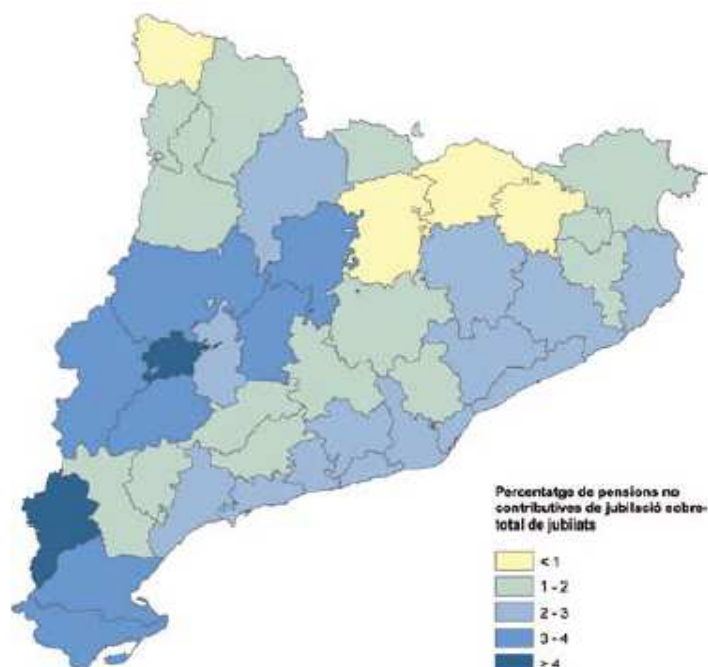 Percentatge de pensions no
contributives de jubilació sobre-
total de jubilats
< 1
1 - 2
2 - 3
3 - 4
> 4